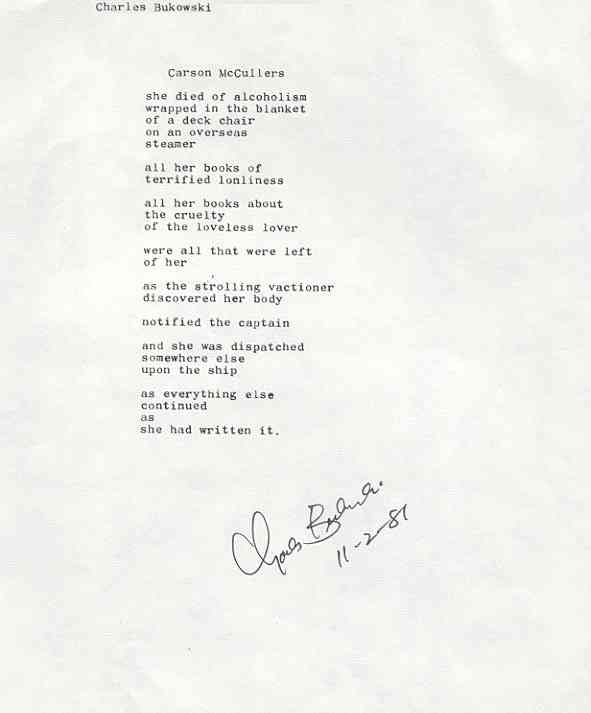 Charles Bukowski
Carson McCullers
she died of alcoholism
wrapped in the blanket
of a deck chair
on an overseas
steamer
all her books of
terrified lonliness
all her books about
the cruelty
of the loveless lover
were all that were left
of her
as the strolling vactioner
discovered her body
notified the captain
and she was dispatched
somewhere else
upon the ship
as everything else
continued
as
she had written it.
Charles Bukowski
11-2-81